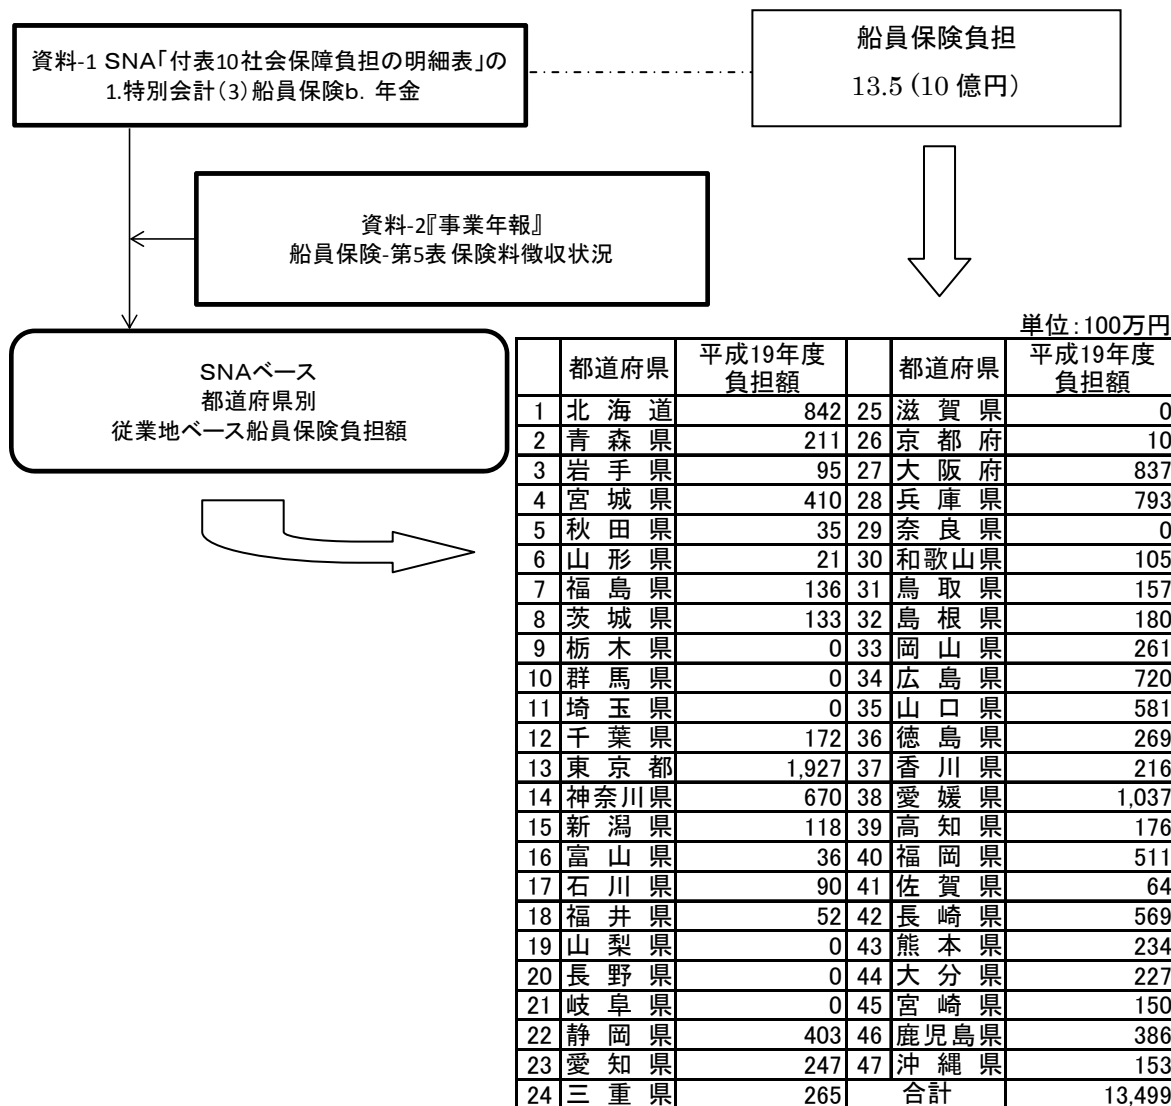 資料-1 SNA「付表10社会保障負担の明細表」の
1.特別会計(3)船員保険b. 年金
船員保険負担
13.5 (10 億円)
資料-2『事業年報』
船員保険-第5表 保険料徴収状況
SNAベース
都道府県別
従業地ベース船員保険負担額
単位:100万円
都道府県 平成19年度 負担額 都道府県 平成19年度 負担額
1 北海道 842 25 滋賀県 0
2 青森県 211 26 京都府 10
3 岩手県 95 27 大阪府 837
4 宮城県 410 28 兵庫県 793
5 秋田県 35 29 奈良県 0
6 山形県 21 30 和歌山県 105
7 福島県 136 31 鳥取県 157
8 茨城県 133 32 島根県 180
9 栃木県 0 33 岡山県 261
10 群馬県 0 34 広島県 720
11 埼玉県 0 35 山口県 581
12 千葉県 172 36 徳島県 269
13 東京都 1,927 37 香川県 216
14 神奈川県 670 38 愛媛県 1,037
15 新潟県 118 39 高知県 176
16 富山県 36 40 福岡県 511
17 石川県 90 41 佐賀県 64
18 福井県 52 42 長崎県 569
19 山梨県 0 43 熊本県 234
20 長野県 0 44 大分県 227
21 岐阜県 0 45 宮崎県 150
22 静岡県 403 46 鹿児島県 386
23 愛知県 247 47 沖縄県 153
24 三重県 265 合計 13,499